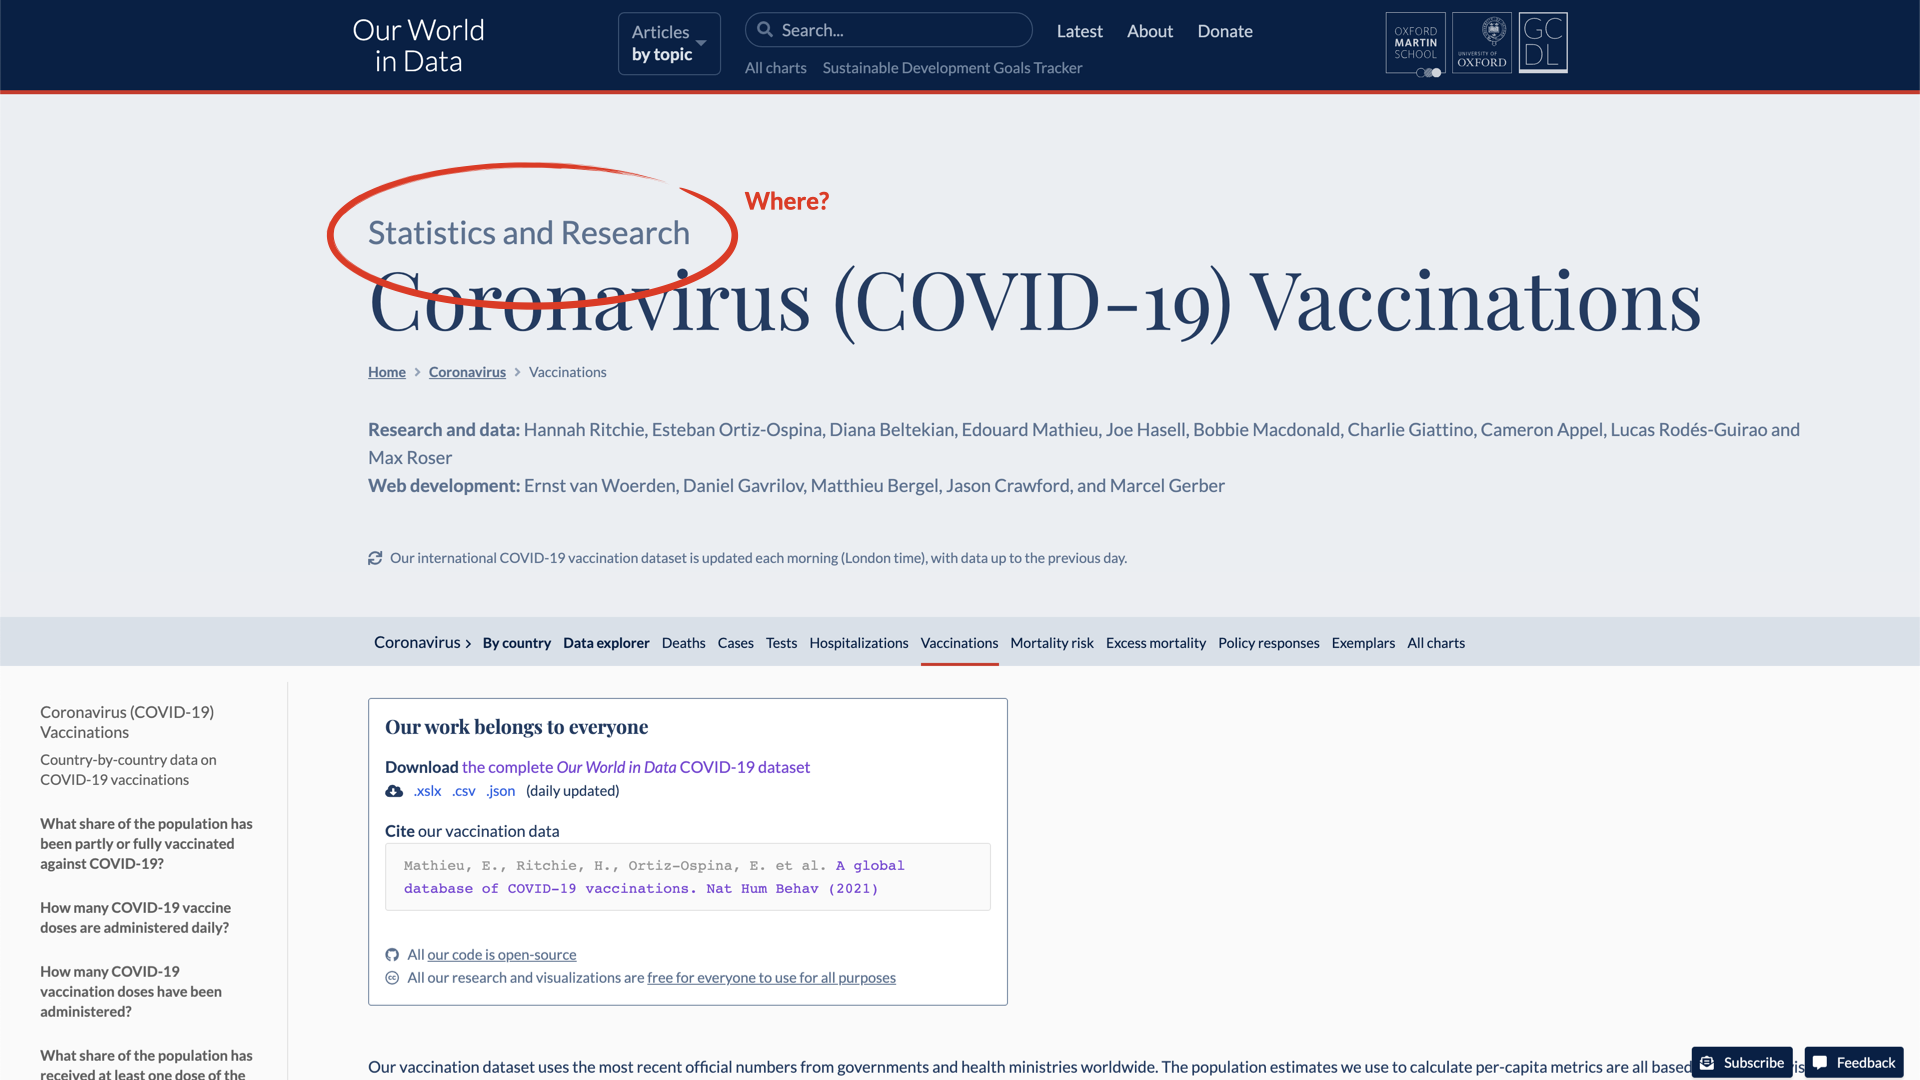 Our World
in Data
Articles
by topic
Search...
All charts
Sustainable Development Goals Tracker
Latest
About
Donate
OXFORD
MARTIN
SCHOOL
UNIVERSITY OF
OXFORD
GC
DL
Where?
Statistics and Research
Coronavirus (COVID-19) Vaccinations
Home > Coronavirus > Vaccinations
Research and data: Hannah Ritchie, Esteban Ortiz-Ospina, Diana Beltekian, Edouard Mathieu, Joe Hasell, Bobbie Macdonald, Charlie Giattino, Cameron Appel, Lucas Rodés-Guirao and
Max Roser
Web development: Ernst van Woerden, Daniel Gavrilov, Matthieu Bergel, Jason Crawford, and Marcel Gerber
Our international COVID-19 vaccination dataset is updated each morning (London time), with data up to the previous day.
Coronavirus > By country Data explorer Deaths Cases Tests Hospitalizations Vaccinations Mortality risk Excess mortality Policy responses Exemplars All charts
Coronavirus (COVID-19)
Vaccinations
Country-by-country data on
COVID-19 vaccinations
What share of the population has
been partly or fully vaccinated
against COVID-19?
How many COVID-19 vaccine
doses are administered daily?
How many COVID-19
vaccination doses have been
administered?
What share of the population has
received at least one dose of the
Our work belongs to everyone
Download the complete Our World in Data COVID-19 dataset
.xslx .csv .json (daily updated)
Cite our vaccination data
Mathieu, E., Ritchie, H., Ortiz-Ospina, E. et al. A global
database of COVID-19 vaccinations. Nat Hum Behav (2021)
All our code is open-source
All our research and visualizations are free for everyone to use for all purposes
Our vaccination dataset uses the most recent official numbers from governments and health ministries worldwide. The population estimates we use to calculate per-capita metrics are all based
Subscribe
Feedback